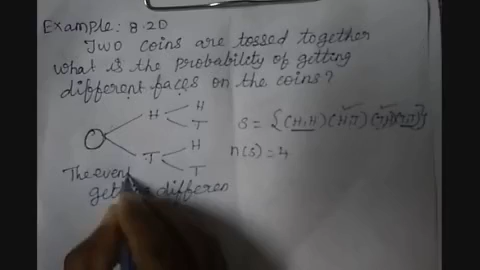 Example: 8.20
Two coins are tossed together
what is the probability of getting
different faces on the coins?
H
H
T
S = {(H,H) (H,T) (T,H) (T,T)}
T
H
T
n(S) = 4
The event
getting differen